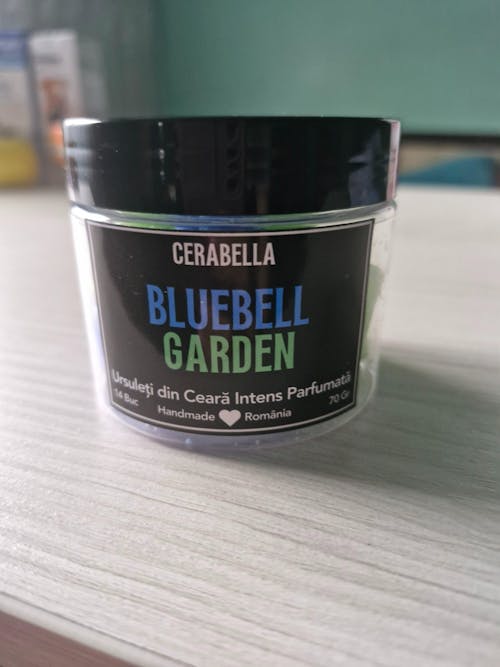 CERABELLA
BLUEBELL
GARDEN
Ursuleți din Ceară Intens Parfumată
14 Buc
70 Gr
Handmade România